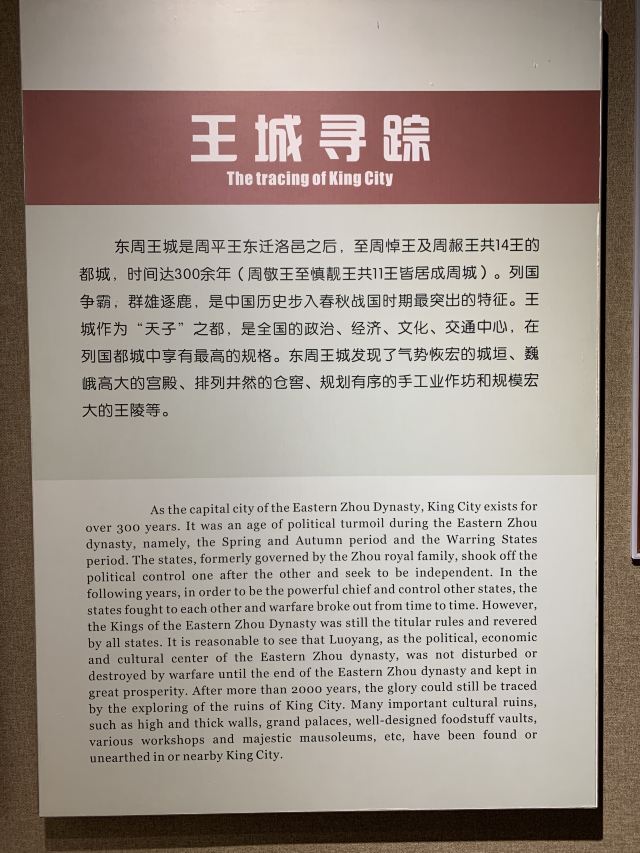 王城寻踪
The tracing of King City
东周王城是周平王东迁洛邑之后，至周悼王及周赧王共14王的
都城，时间达300余年（周敬王至慎靓王共11王皆居成周城）。列国
争霸，群雄逐鹿，是中国历史步入春秋战国时期最突出的特征。王
城作为“天子”之都，是全国的政治、经济、文化、交通中心，在
列国都城中享有最高的规格。东周王城发现了气势恢宏的城垣、巍
峨高大的宫殿、排列井然的仓窖、规划有序的手工业作坊和规模宏
大的王陵等。
As the capital city of the Eastern Zhou Dynasty, King City exists for
over 300 years. It was an age of political turmoil during the Eastern Zhou
dynasty, namely, the Spring and Autumn period and the Warring States
period. The states, formerly governed by the Zhou royal family, shook off the
political control one after the other and seek to be independent. In the
following years, in order to be the powerful chief and control other states, the
states fought to each other and warfare broke out from time to time. However,
the Kings of the Eastern Zhou Dynasty was still the titular rules and revered
by all states. It is reasonable to see that Luoyang, as the political, economic
and cultural center of the Eastern Zhou dynasty, was not disturbed or
destroyed by warfare until the end of the Eastern Zhou dynasty and kept in
great prosperity. After more than 2000 years, the glory could still be traced
by the exploring of the ruins of King City. Many important cultural ruins,
such as high and thick walls, grand palaces, well-designed foodstuff vaults,
various workshops and majestic mausoleums, etc, have been found or
unearthed in or nearby King City.